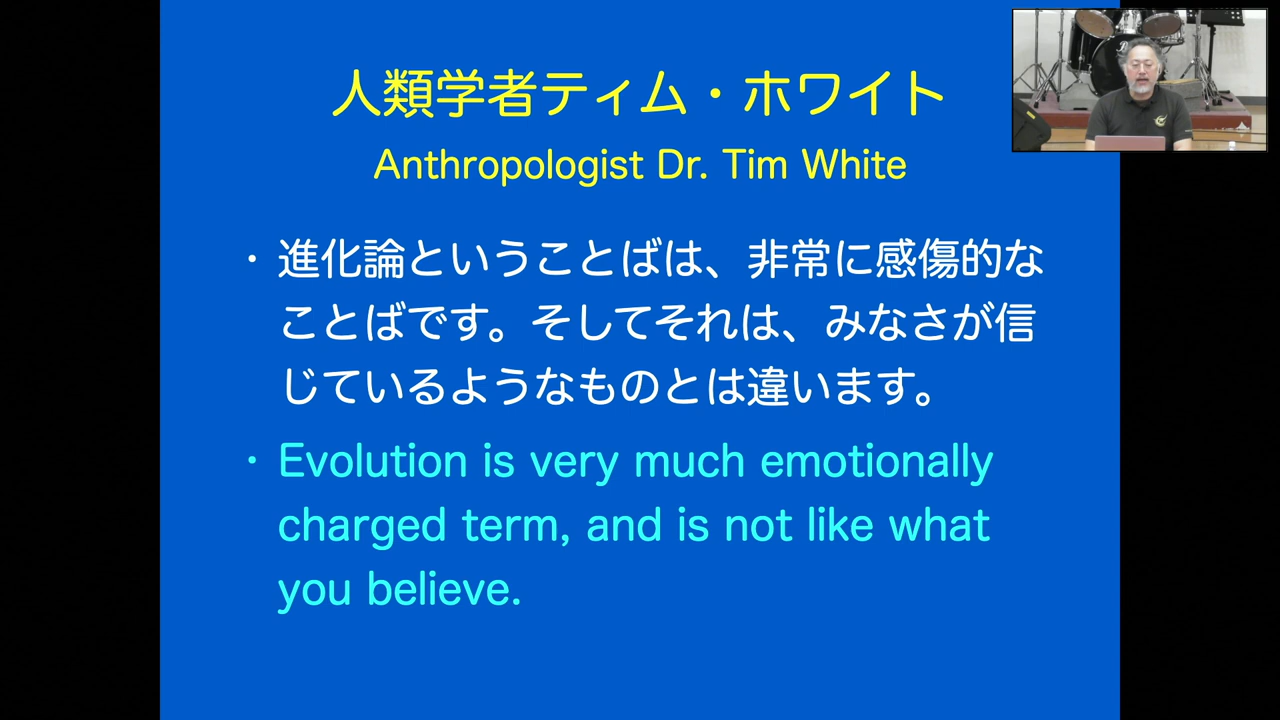 人類学者ティム・ホワイト
Anthropologist Dr. Tim White
・進化論ということばは、非常に感傷的な
ことばです。そしてそれは、みなさが信
じているようなものとは違います。
・Evolution is very much emotionally
charged term, and is not like what
you believe.